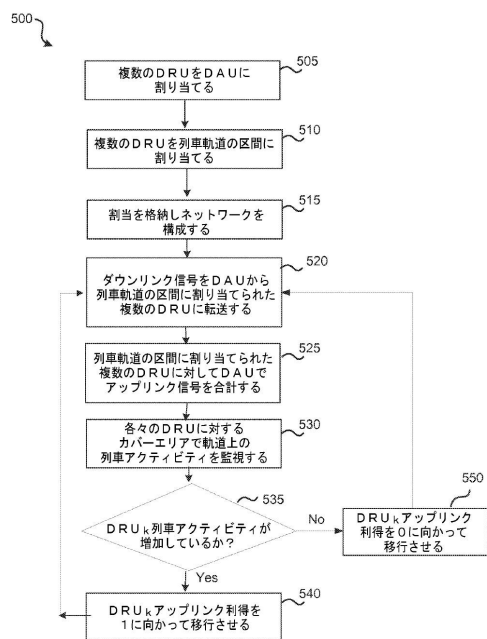 500
複数のDRUをDAUに
割り当てる
505
複数のDRUを列車軌道の区間に
割り当てる
510
割当を格納しネットワークを
構成する
515
ダウンリンク信号をDAUから
列車軌道の区間に割り当てられた
複数のDRUに転送する
520
列車軌道の区間に割り当てられた
複数のDRUに対してDAUで
アップリンク信号を合計する
525
各々のDRUに対する
カバーエリアで軌道上の
列車アクティビティを監視する
530
DRUk列車アクティビティが
増加しているか?
535
No
DRUkアップリンク
利得を0に向かって
移行させる
550
Yes
DRUkアップリンク利得を
1に向かって移行させる
540